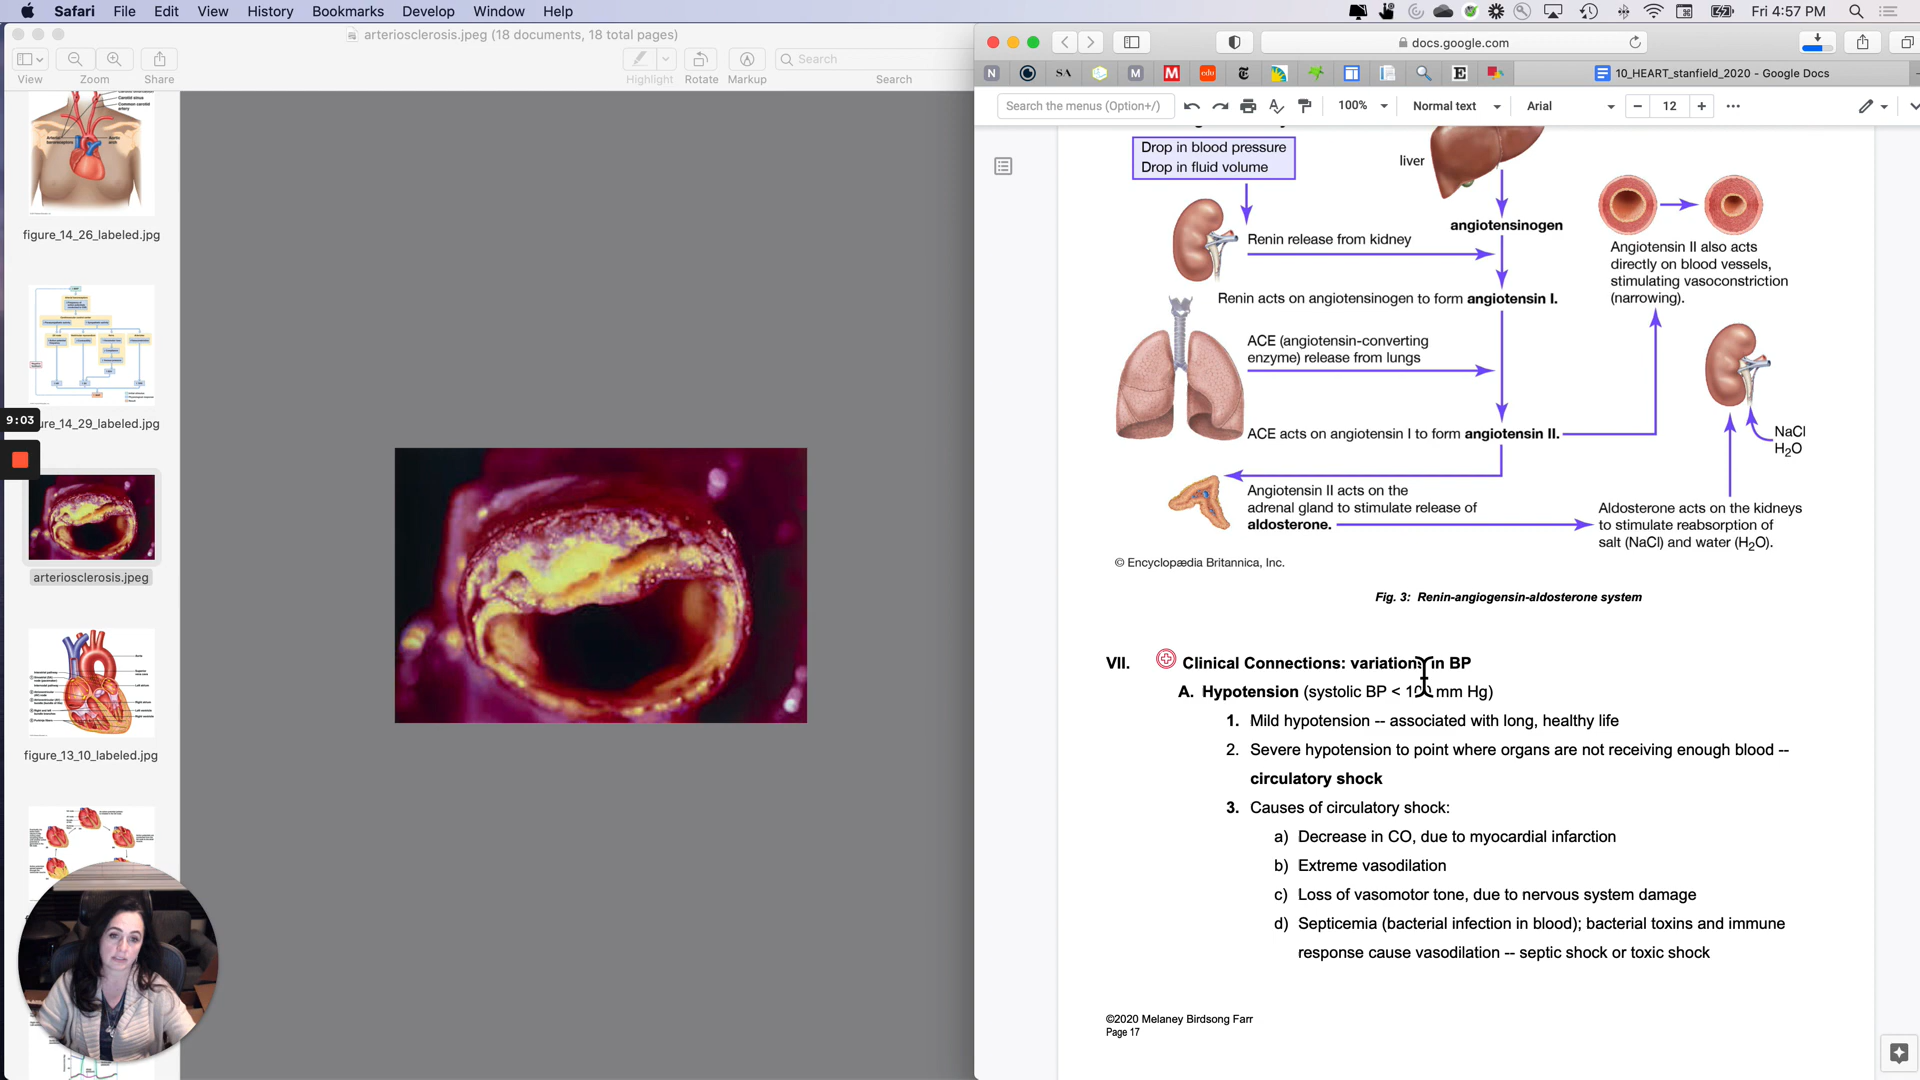 Safari File Edit View History Bookmarks Develop Window Help
Fri 4:57 PM
arteriosclerosis.jpeg (18 documents, 18 total pages)
View Zoom Share Highlight Rotate Markup Search
Search
figure_14_26_labeled.jpg
9:03
ure_14_29_labeled.jpg
arteriosclerosis.jpeg
figure_13_10_labeled.jpg
docs.google.com
10_HEART_stanfield_2020 - Google Docs
Search the menus (Option+/)
100% Normal text Arial 12
Drop in blood pressure
Drop in fluid volume
liver
angiotensinogen
Renin release from kidney
Renin acts on angiotensinogen to form angiotensin I.
ACE (angiotensin-converting
enzyme) release from lungs
ACE acts on angiotensin I to form angiotensin II.
Angiotensin II also acts
directly on blood vessels,
stimulating vasoconstriction
(narrowing).
NaCl
H₂O
Angiotensin II acts on the
adrenal gland to stimulate release of
aldosterone.
Aldosterone acts on the kidneys
to stimulate reabsorption of
salt (NaCl) and water (H₂O).
© Encyclopædia Britannica, Inc.
Fig. 3: Renin-angiogensin-aldosterone system
VII. Clinical Connections: variations in BP
A. Hypotension (systolic BP < 100 mm Hg)
1. Mild hypotension -- associated with long, healthy life
2. Severe hypotension to point where organs are not receiving enough blood --
circulatory shock
3. Causes of circulatory shock:
a) Decrease in CO, due to myocardial infarction
b) Extreme vasodilation
c) Loss of vasomotor tone, due to nervous system damage
d) Septicemia (bacterial infection in blood); bacterial toxins and immune
response cause vasodilation -- septic shock or toxic shock
©2020 Melaney Birdsong Farr
Page 17